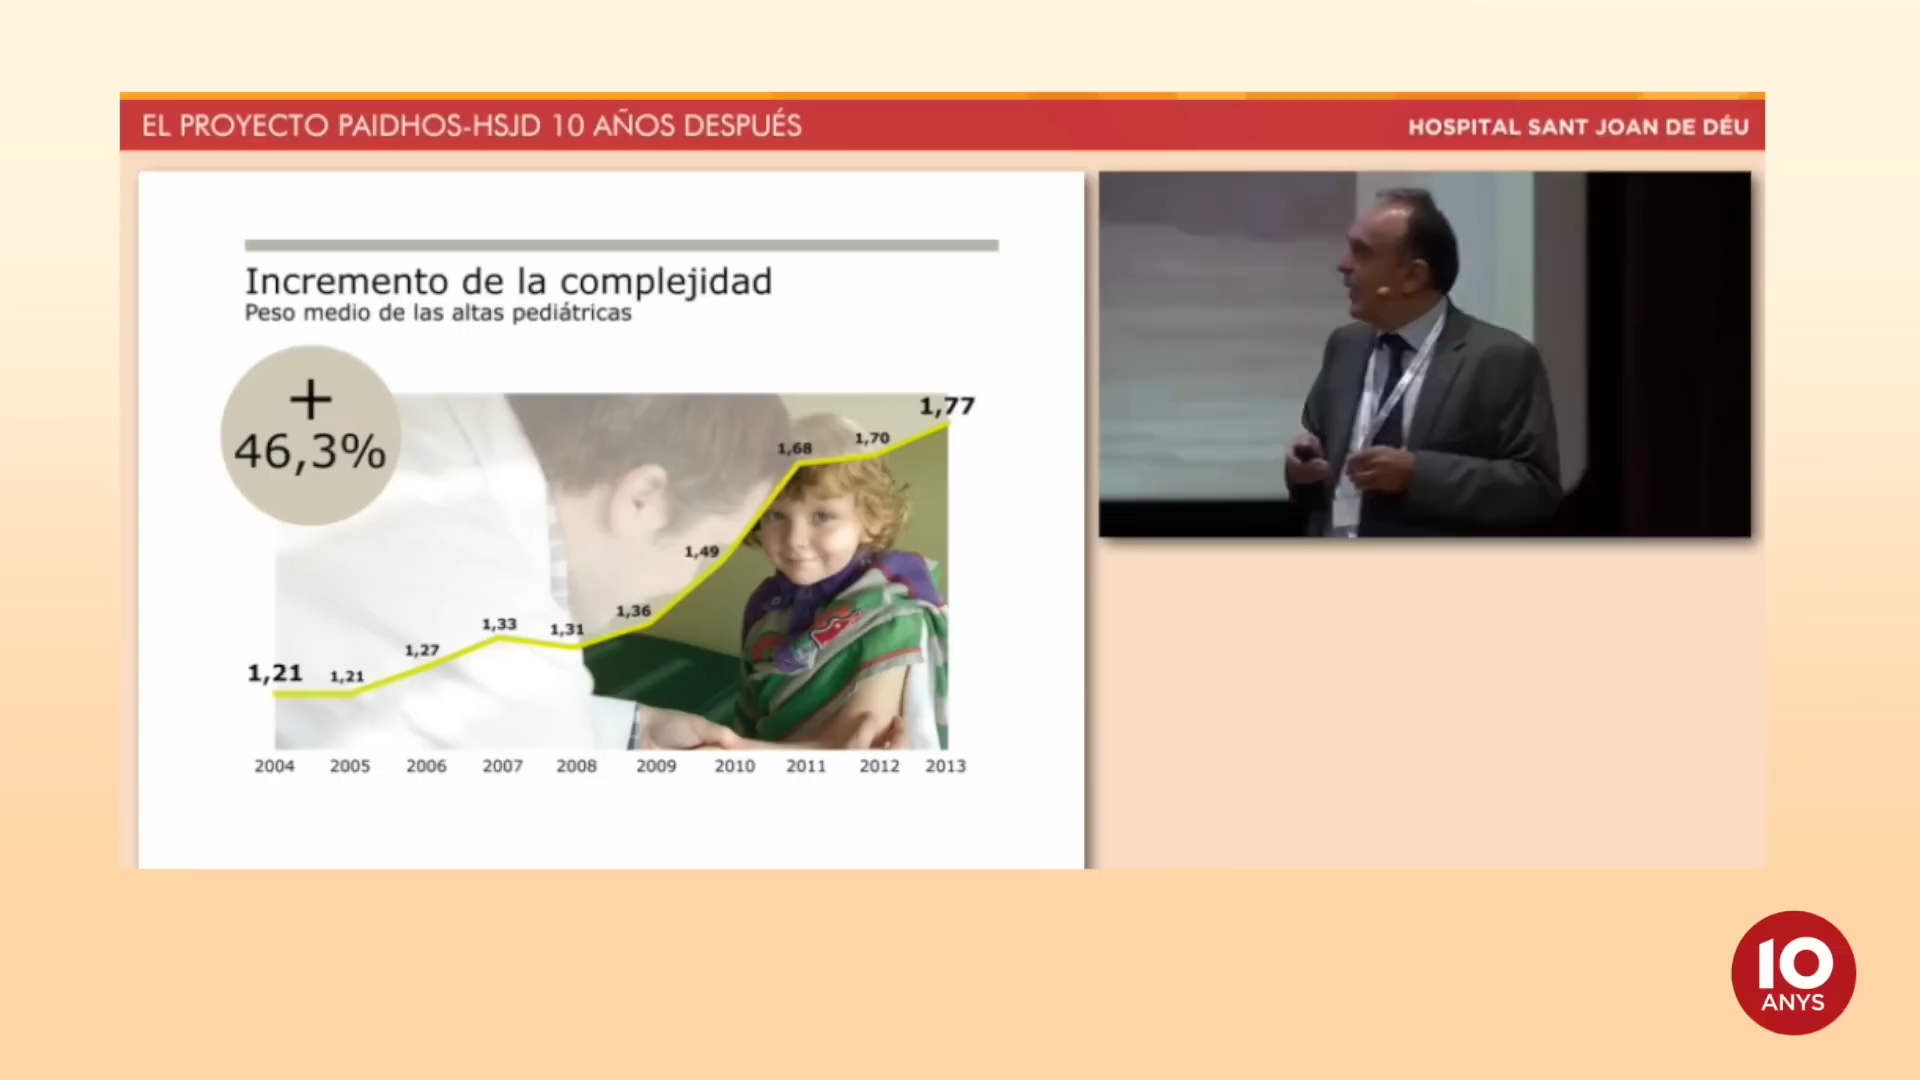 EL PROYECTO PAIDHOS-HSJD 10 AÑOS DESPUÉS
HOSPITAL SANT JOAN DE DÉU
Incremento de la complejidad
Peso medio de las altas pediátricas
+
46,3%
1,21
1,21
1,27
1,33
1,31
1,36
1,49
1,68
1,70
1,77
2004 2005 2006 2007 2008 2009 2010 2011 2012 2013
10
ANYS